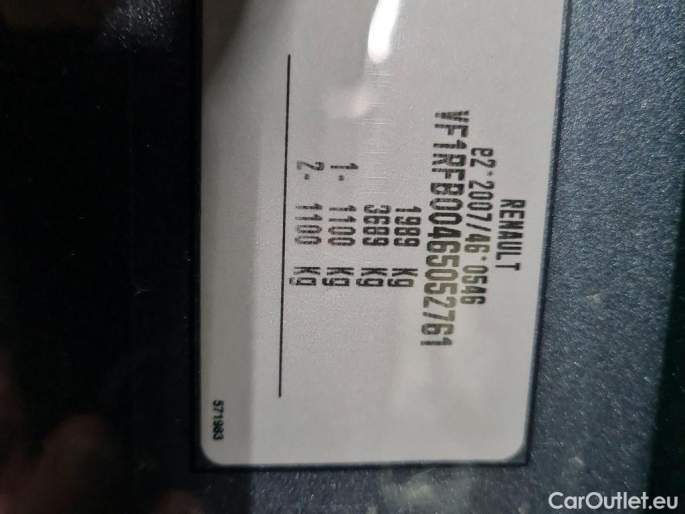 RENAULT
e2*2007/46*0546
VF1RFB00465052761
1989 Kg
3689 Kg
1- 1100 Kg
2- 1100 Kg
571983
CarOutlet.eu